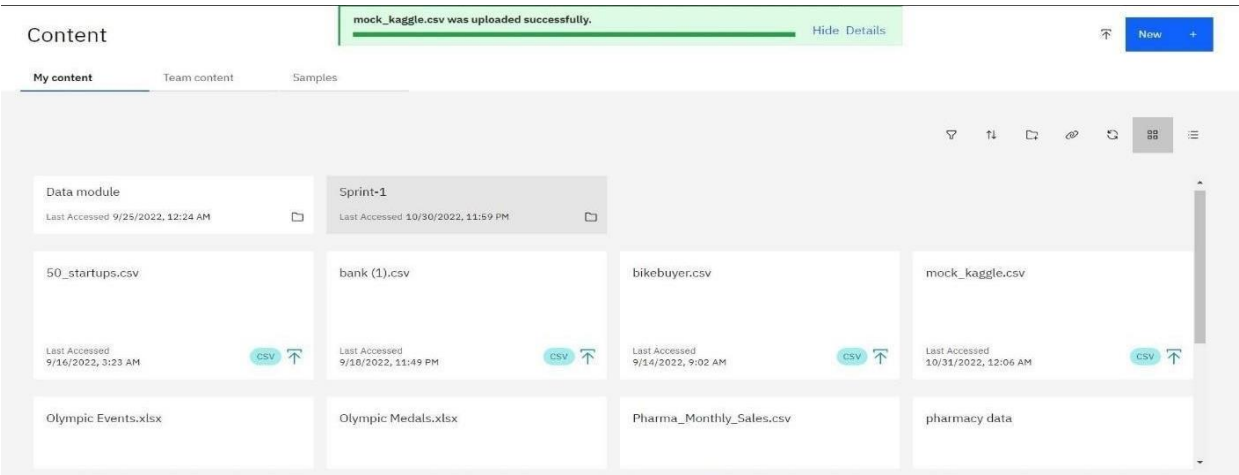 mock_kaggle.csv was uploaded successfully.
Hide Details
Content
New +
My content
Team content
Samples
Data module
Last Accessed 9/25/2022, 12:24 AM
Sprint-1
Last Accessed 10/30/2022, 11:59 PM
50_startups.csv
Last Accessed
9/16/2022, 3:23 AM
CSV
bank (1).csv
Last Accessed
9/18/2022, 11:49 PM
CSV
bikebuyer.csv
Last Accessed
9/14/2022, 9:02 AM
CSV
mock_kaggle.csv
Last Accessed
10/31/2022, 12:06 AM
CSV
Olympic Events.xlsx
Olympic Medals.xlsx
Pharma_Monthly_Sales.csv
pharmacy data